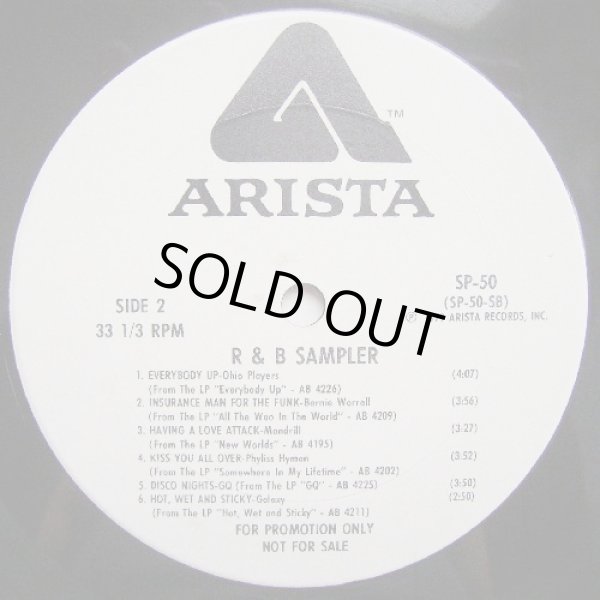 ™
ARISTA
SOLD OUT
SIDE 2
33 1/3 RPM
SP-50
(SP-50-SB)
Ⓟ ARISTA RECORDS, INC.
R & B SAMPLER
1. EVERYBODY UP-Ohio Players (4:07)
(From The LP "Everybody Up" - AB 4226)
2. INSURANCE MAN FOR THE FUNK-Bernie Worrell (3:56)
(From The LP "All The Woo In The World" - AB 4209)
3. HAVING A LOVE ATTACK-Mandrill (3:27)
(From The LP "New Worlds" - AB 4195)
4. KISS YOU ALL OVER-Phyliss Hyman (3:52)
(From The LP "Somewhere In My Lifetime" - AB 4202)
5. DISCO NIGHTS-GQ (From The LP "GQ" - AB 4225) (3:50)
6. HOT, WET AND STICKY-Galaxy (2:50)
(From The LP "Hot, Wet and Sticky" - AB 4211)
FOR PROMOTION ONLY
NOT FOR SALE